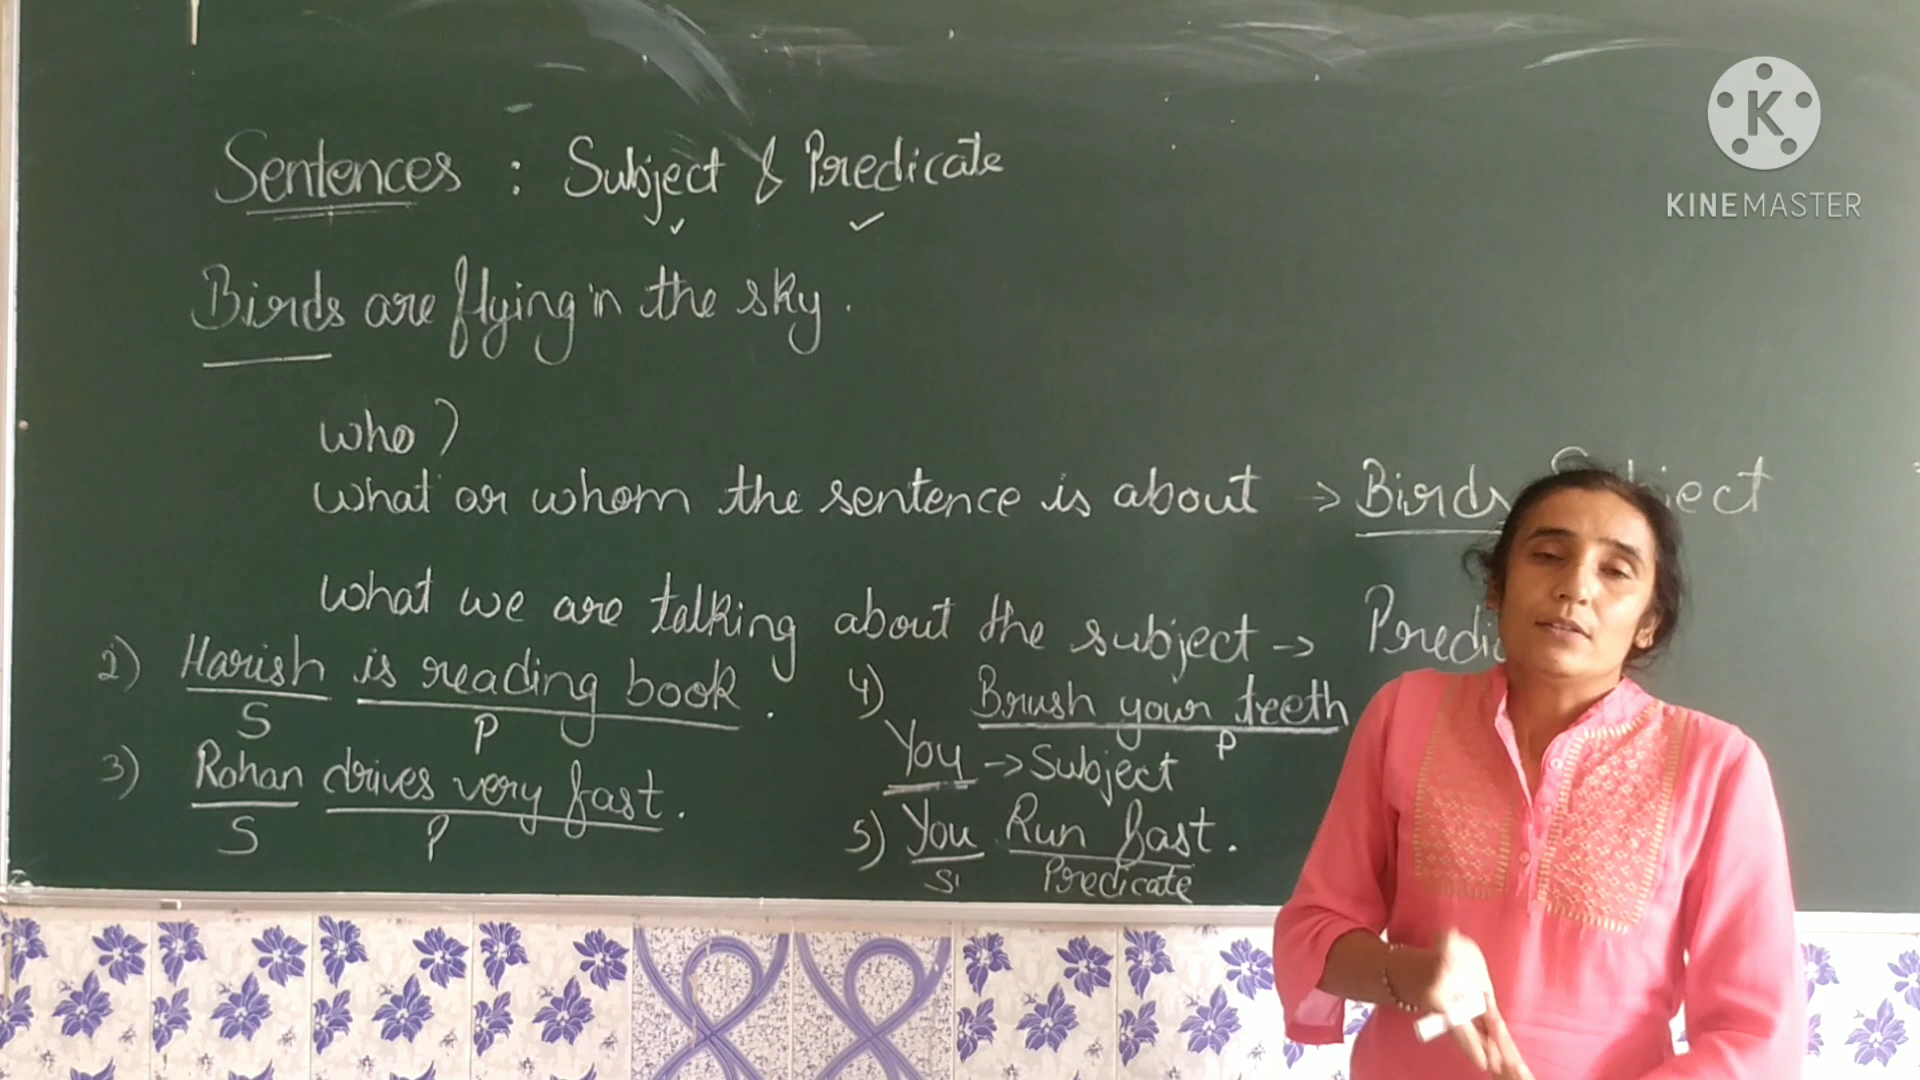 Sentences : Subject & Predicate
Birds are flying in the sky.
who?
what or whom the sentence is about → Birds Subject
what we are talking about the subject →
2) Harish is reading book.
S P
3) Rohan drives very fast.
S P
4) Brush your teeth
P
You → Subject
5) You Run fast.
S Predicate
K
KINEMASTER